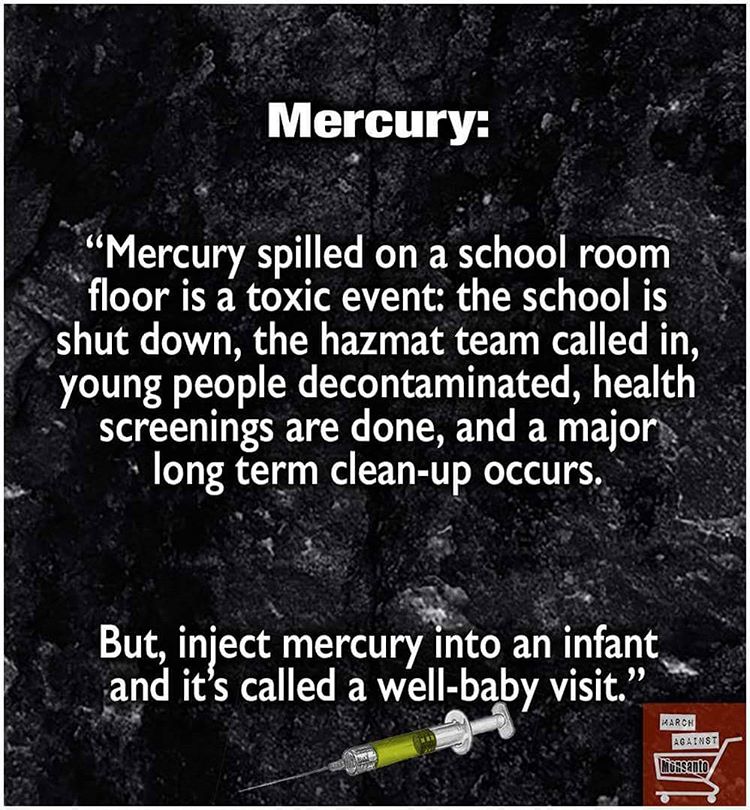 Mercury:
“Mercury spilled on a school room
floor is a toxic event: the school is
shut down, the hazmat team called in,
young people decontaminated, health
screenings are done, and a major
long term clean-up occurs.
But, inject mercury into an infant
and it’s called a well-baby visit.”
MARCH
AGAINST
Monsanto